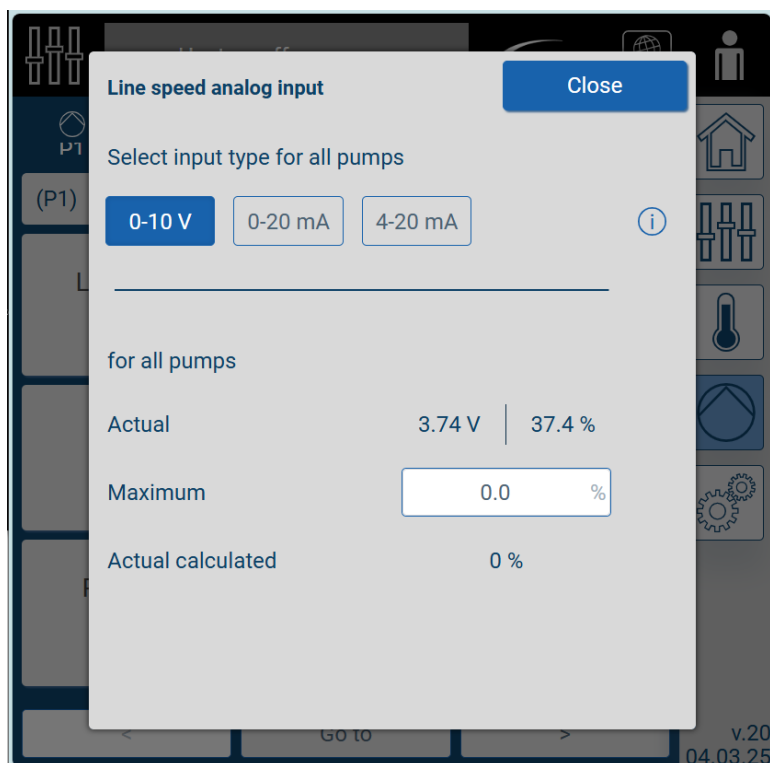 Line speed analog input
Close
P1
Select input type for all pumps
(P1)
0-10 V
0-20 mA
4-20 mA
i
for all pumps
Actual
3.74 V
37.4 %
Maximum
0.0
%
Actual calculated
0 %
<
Go to
>
v.20
04.03.25